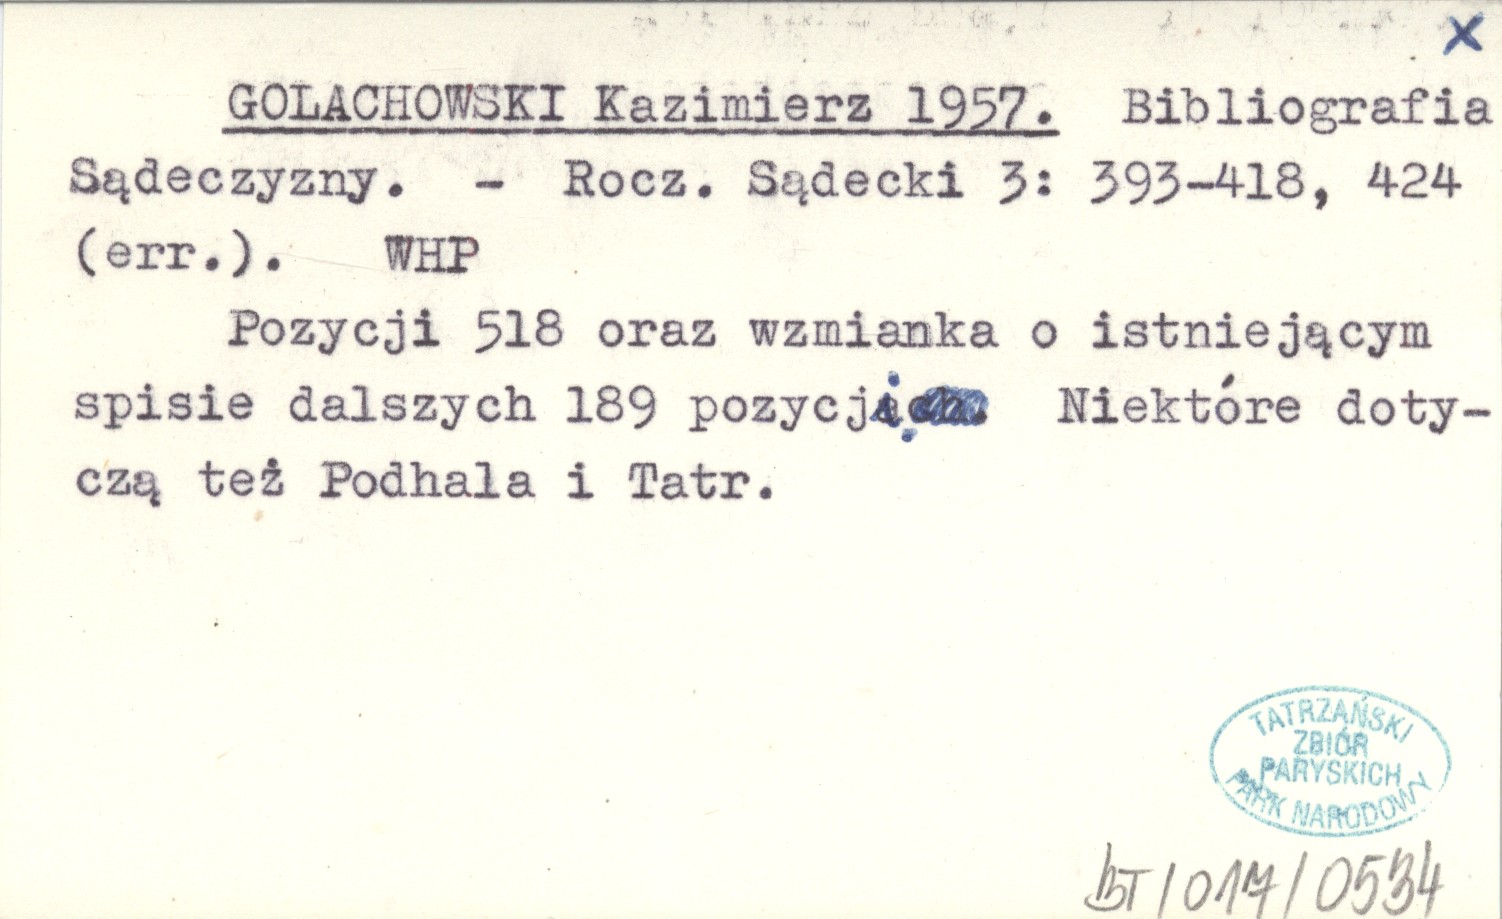 x
GOLACHOWSKI Kazimierz 1957. Bibliografia
Sądeczyzny. - Rocz. Sądecki 3: 393-418, 424
(err.). WHP
Pozycji 518 oraz wzmianka o istniejącym
spisie dalszych 189 pozycji. Niektóre doty-
czą też Podhala i Tatr.
TATRZAŃSKI
ZBIÓR
PARYSKICH
PARK NARODOWY
BT/017/0534